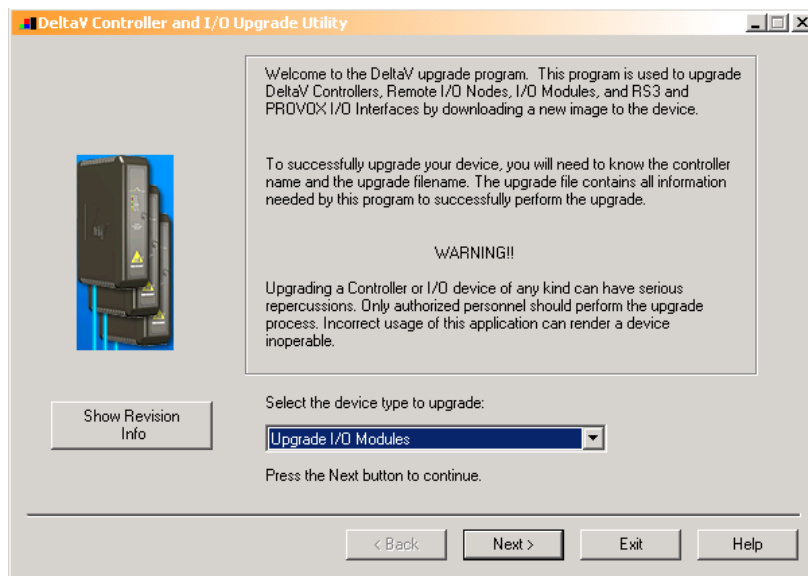 DeltaV Controller and I/O Upgrade Utility
Welcome to the DeltaV upgrade program. This program is used to upgrade
DeltaV Controllers, Remote I/O Nodes, I/O Modules, and RS3 and
PROVOX I/O Interfaces by downloading a new image to the device.
To successfully upgrade your device, you will need to know the controller
name and the upgrade filename. The upgrade file contains all information
needed by this program to successfully perform the upgrade.
WARNING!!
Upgrading a Controller or I/O device of any kind can have serious
repercussions. Only authorized personnel should perform the upgrade
process. Incorrect usage of this application can render a device
inoperable.
Show Revision
Info
Select the device type to upgrade:
Upgrade I/O Modules
Press the Next button to continue.
< Back
Next >
Exit
Help